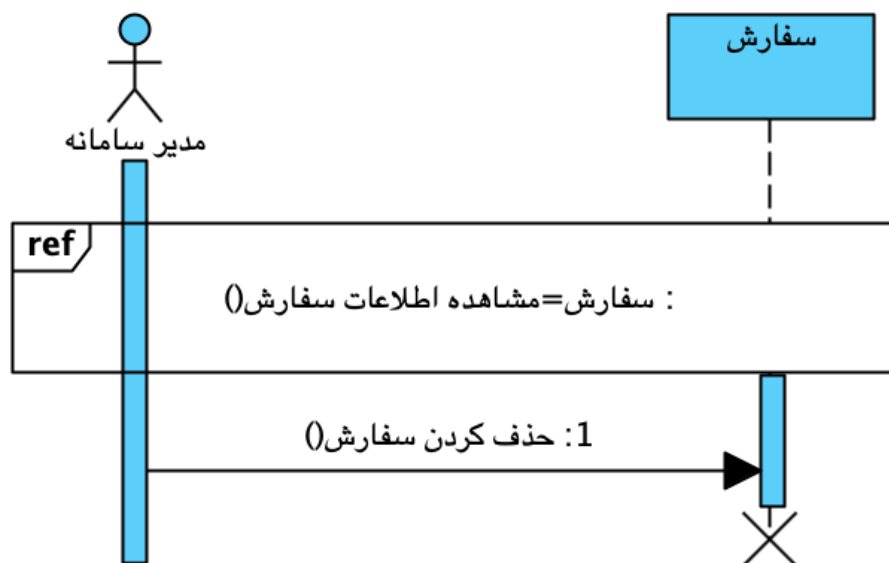 سفارش
مدیر سامانه
ref
: سفارش=مشاهده اطلاعات سفارش()
1: حذف کردن سفارش()